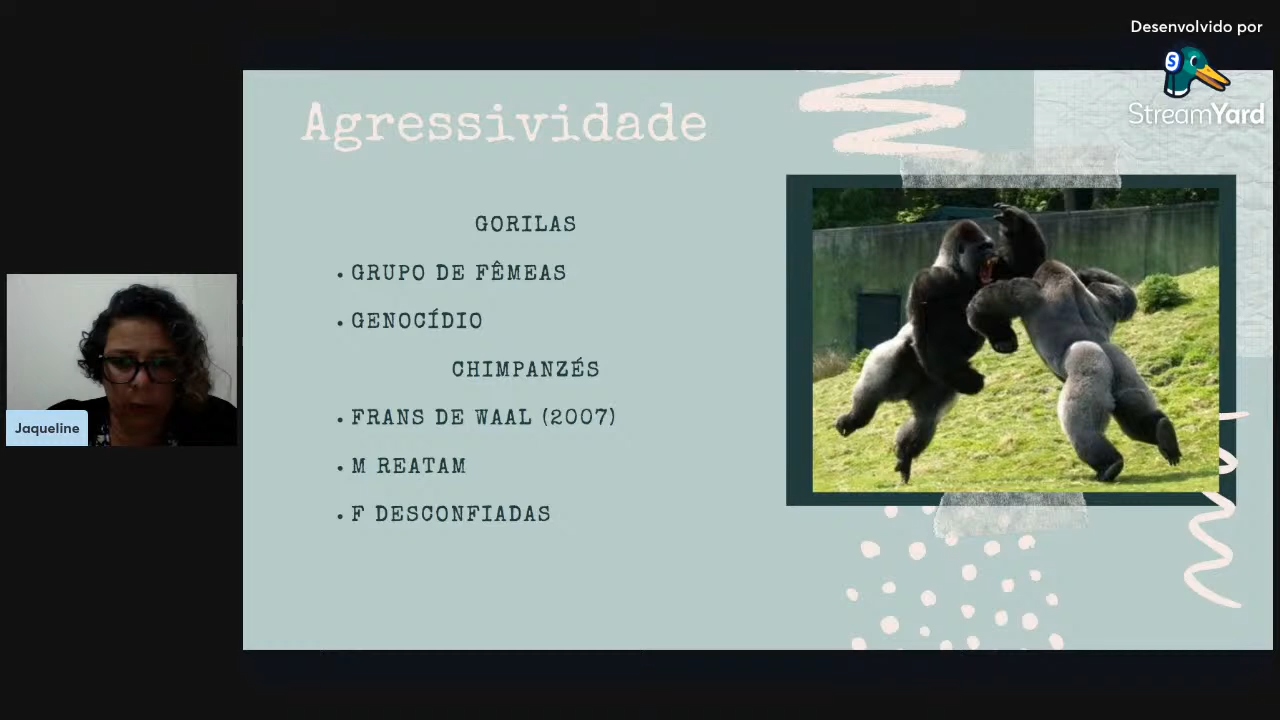 Desenvolvido por
StreamYard
Agressividade
GORILAS
• GRUPO DE FÊMEAS
• GENOCÍDIO
CHIMPANZÉS
• FRANS DE WAAL (2007)
• M REATAM
• F DESCONFIADAS
Jaqueline